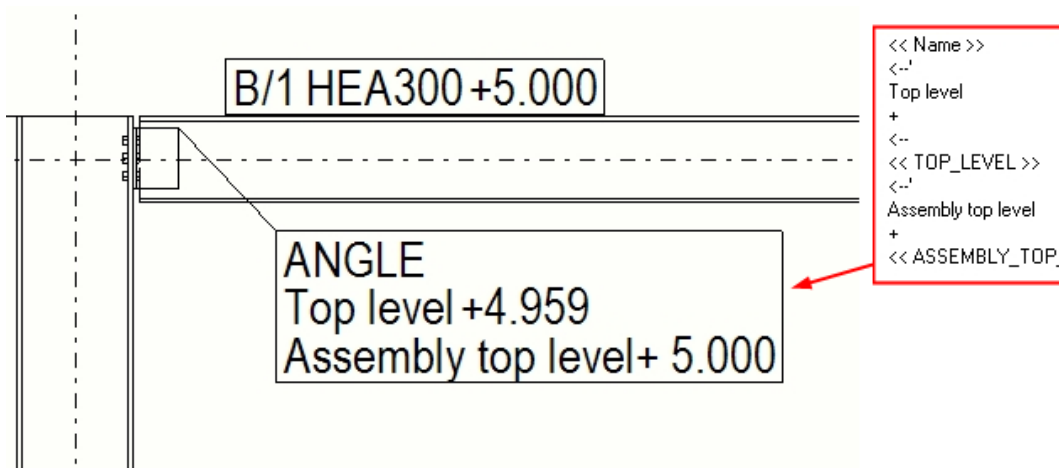 B/1 HEA300 +5.000
ANGLE
Top level +4.959
Assembly top level+ 5.000
<< Name >>
<--'
Top level
+
<--
<< TOP_LEVEL >>
<--'
Assembly top level
+
<< ASSEMBLY_TOP_